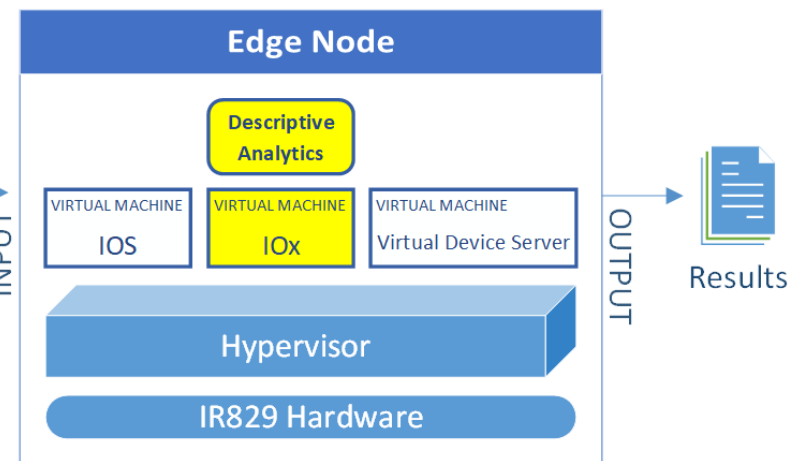 Edge Node
Descriptive
Analytics
VIRTUAL MACHINE
IOS
VIRTUAL MACHINE
IOx
VIRTUAL MACHINE
Virtual Device Server
INPUT
OUTPUT
Results
Hypervisor
IR829 Hardware